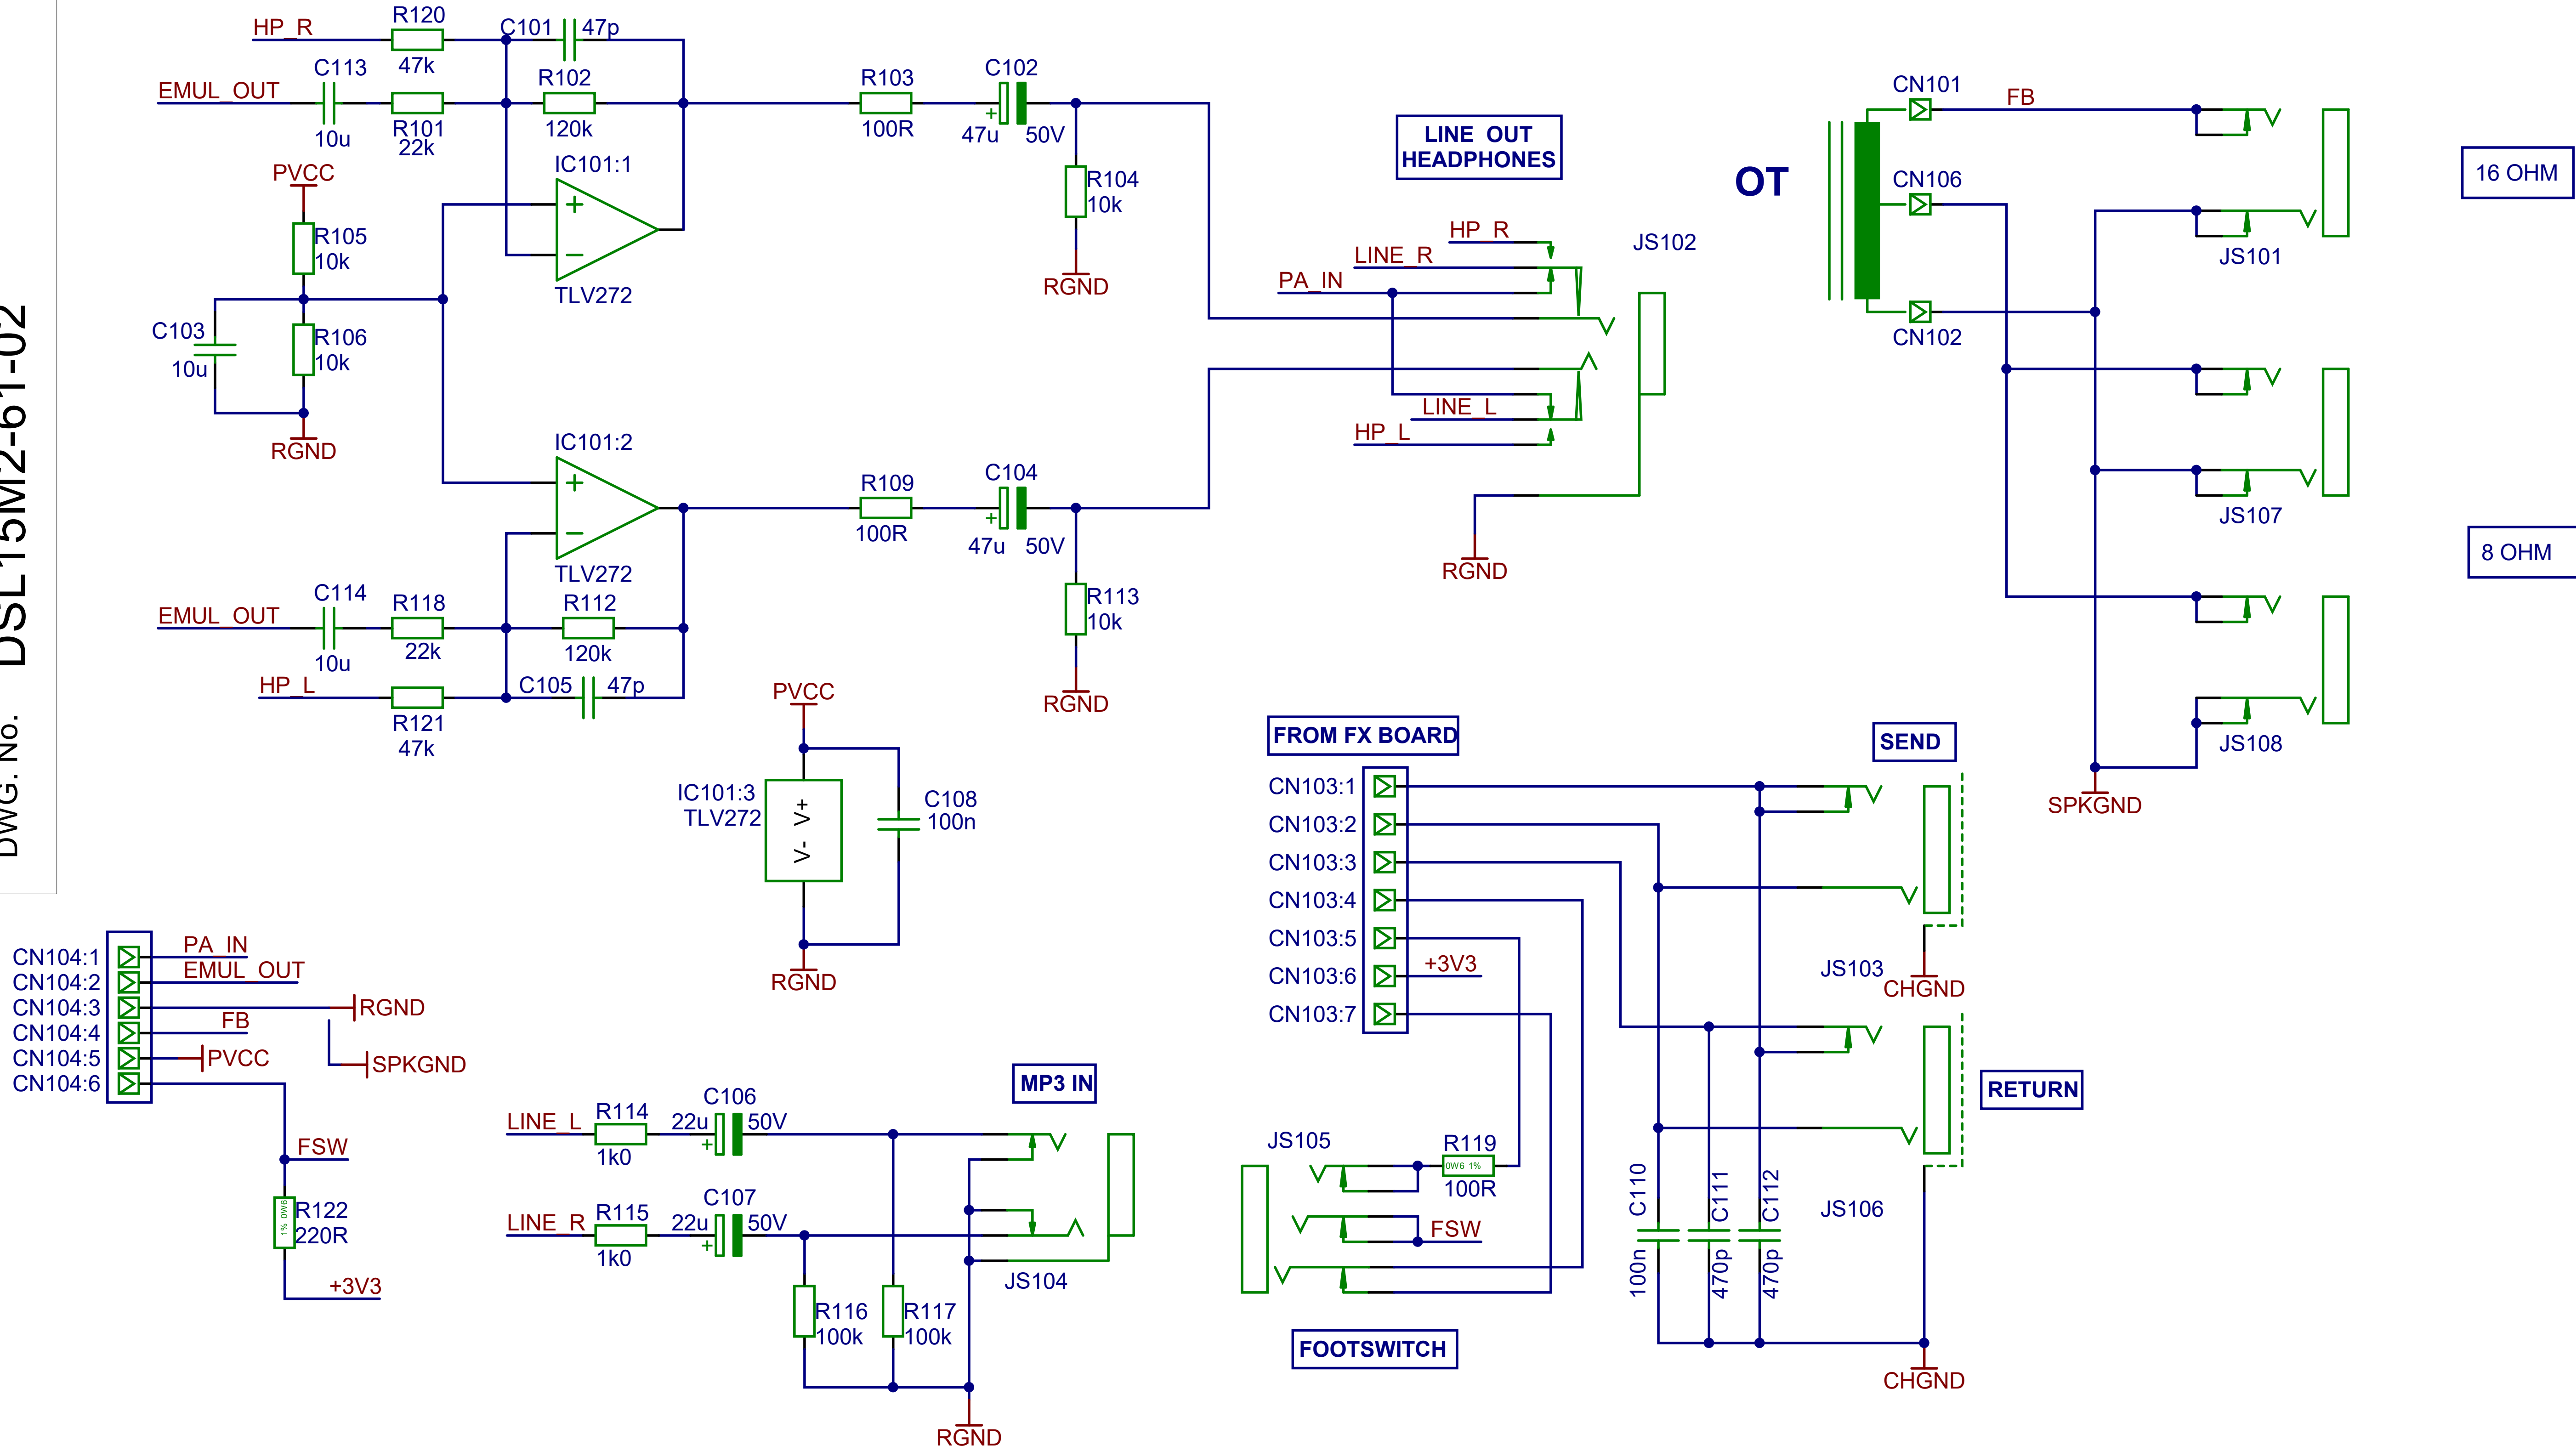 DWG. No. DSL15M2-61-02
HP_R
R120
47k
C101
47p
EMUL_OUT
C113
10u
R101
22k
R102
120k
IC101:1
+
−
TLV272
PVCC
R105
10k
C103
10u
R106
10k
RGND
R103
100R
C102
+
47u
50V
R104
10k
RGND
IC101:2
+
−
TLV272
R109
100R
C104
+
47u
50V
R113
10k
RGND
EMUL_OUT
C114
10u
R118
22k
R112
120k
HP_L
R121
47k
C105
47p
LINE OUT
HEADPHONES
HP_R
LINE_R
PA_IN
JS102
LINE_L
HP_L
RGND
OT
CN101
FB
CN106
CN102
JS101
16 OHM
JS107
8 OHM
JS108
SPKGND
PVCC
IC101:3
TLV272
V+
V-
C108
100n
RGND
CN104:1
PA_IN
CN104:2
EMUL_OUT
CN104:3
RGND
CN104:4
FB
CN104:5
PVCC
SPKGND
CN104:6
FSW
1% 0W6
R122
220R
+3V3
MP3 IN
LINE_L
R114
1k0
C106
22u
+
50V
LINE_R
R115
1k0
C107
22u
+
50V
JS104
R116
100k
R117
100k
RGND
FROM FX BOARD
CN103:1
CN103:2
CN103:3
CN103:4
CN103:5
CN103:6
+3V3
CN103:7
JS105
R119
0W6 1%
100R
FSW
FOOTSWITCH
SEND
JS103
CHGND
RETURN
JS106
C110
100n
C111
470p
C112
470p
CHGND